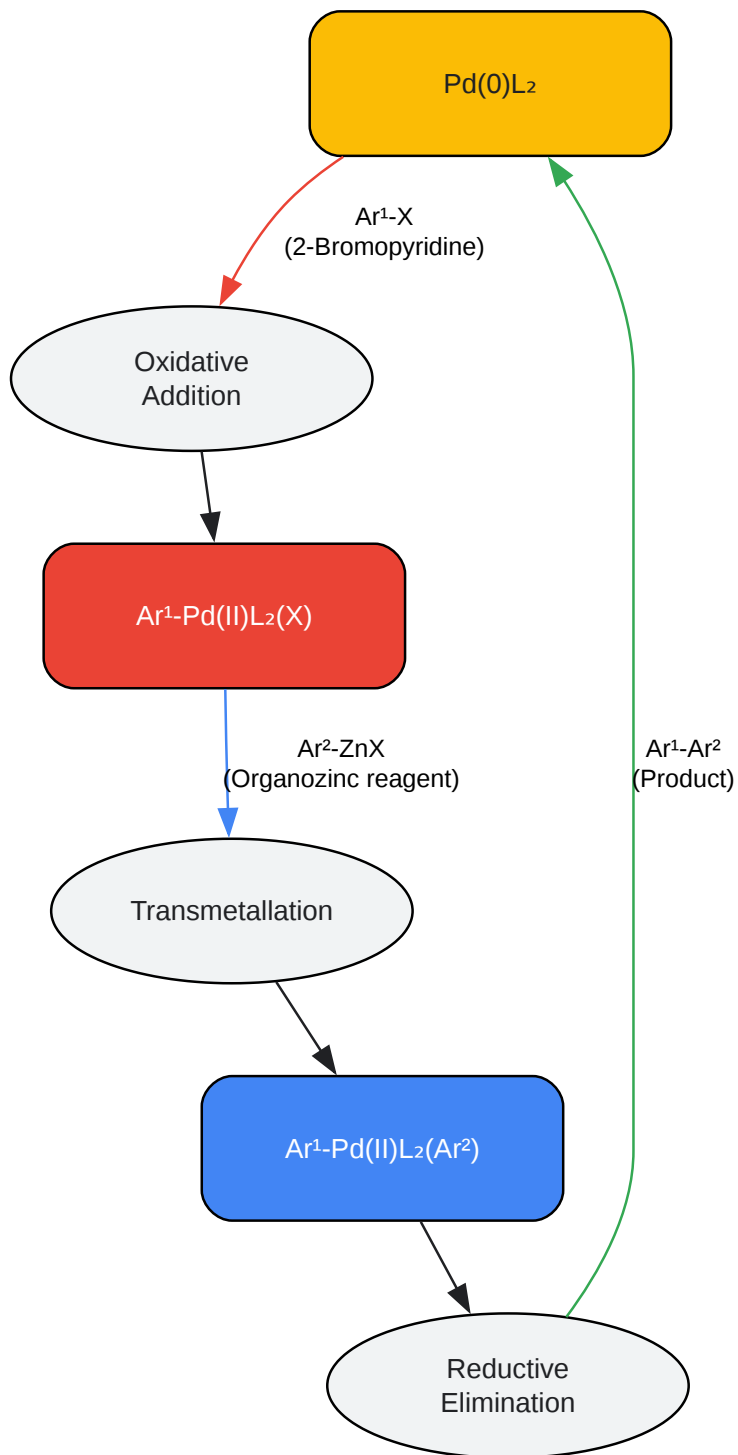 Pd(0)L₂
Ar¹-X
(2-Bromopyridine)
Oxidative
Addition
Ar¹-Pd(II)L₂(X)
Ar²-ZnX
(Organozinc reagent)
Ar¹-Ar²
(Product)
Transmetallation
Ar¹-Pd(II)L₂(Ar²)
Reductive
Elimination